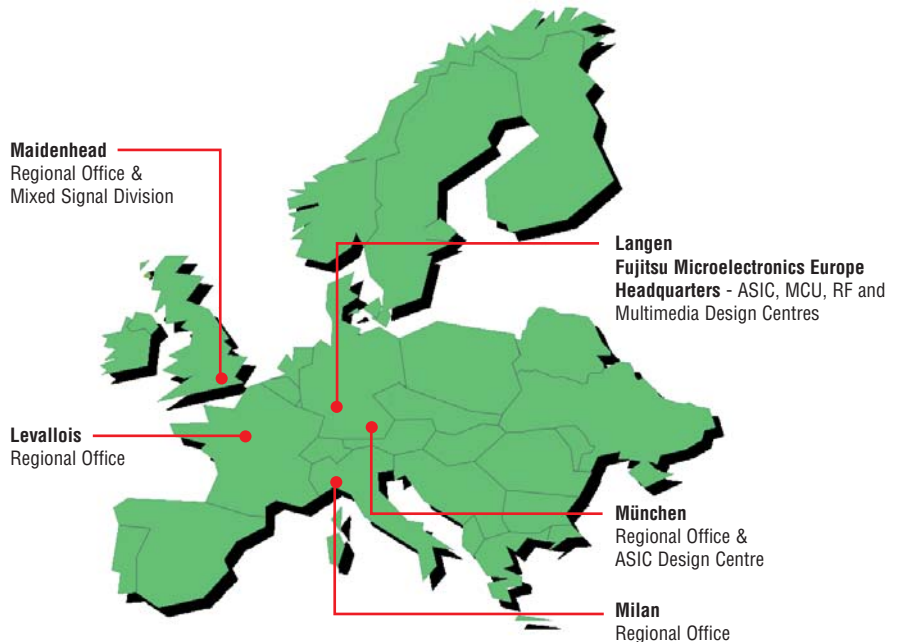 Maidenhead
Regional Office &
Mixed Signal Division
Langen
Fujitsu Microelectronics Europe
Headquarters - ASIC, MCU, RF and
Multimedia Design Centres
Levallois
Regional Office
München
Regional Office &
ASIC Design Centre
Milan
Regional Office